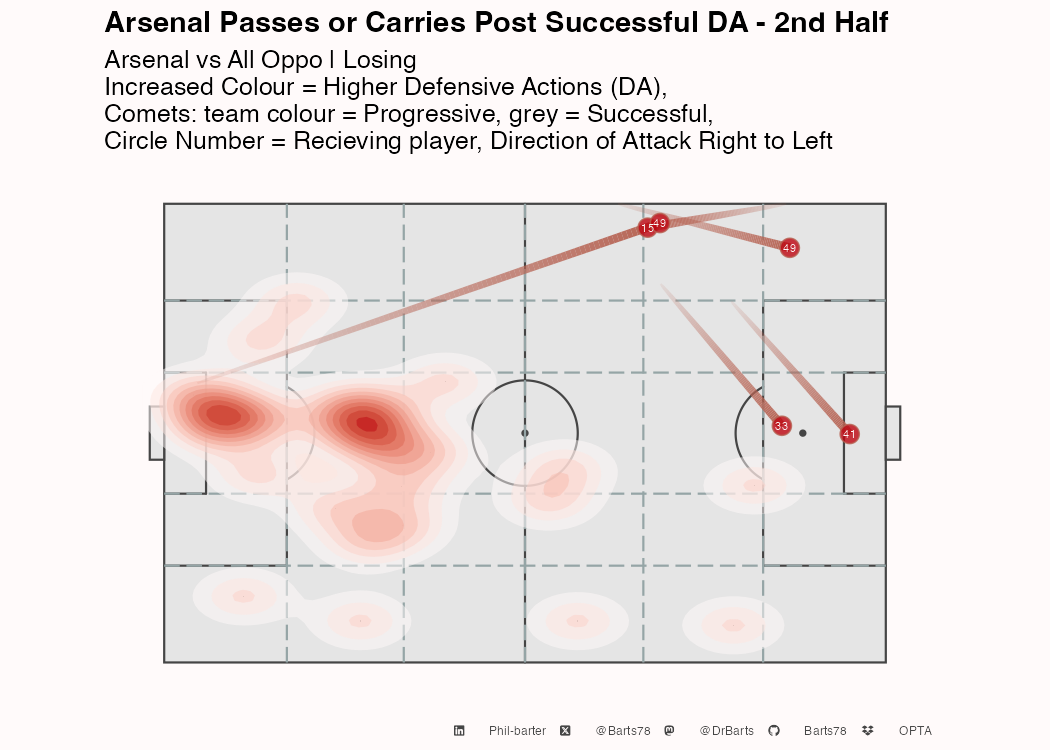 Arsenal Passes or Carries Post Successful DA - 2nd Half
Arsenal vs All Oppo | Losing
Increased Colour = Higher Defensive Actions (DA),
Comets: team colour = Progressive, grey = Successful,
Circle Number = Recieving player, Direction of Attack Right to Left
15 49
49
33
41
Phil-barter @Barts78 @DrBarts Barts78 OPTA